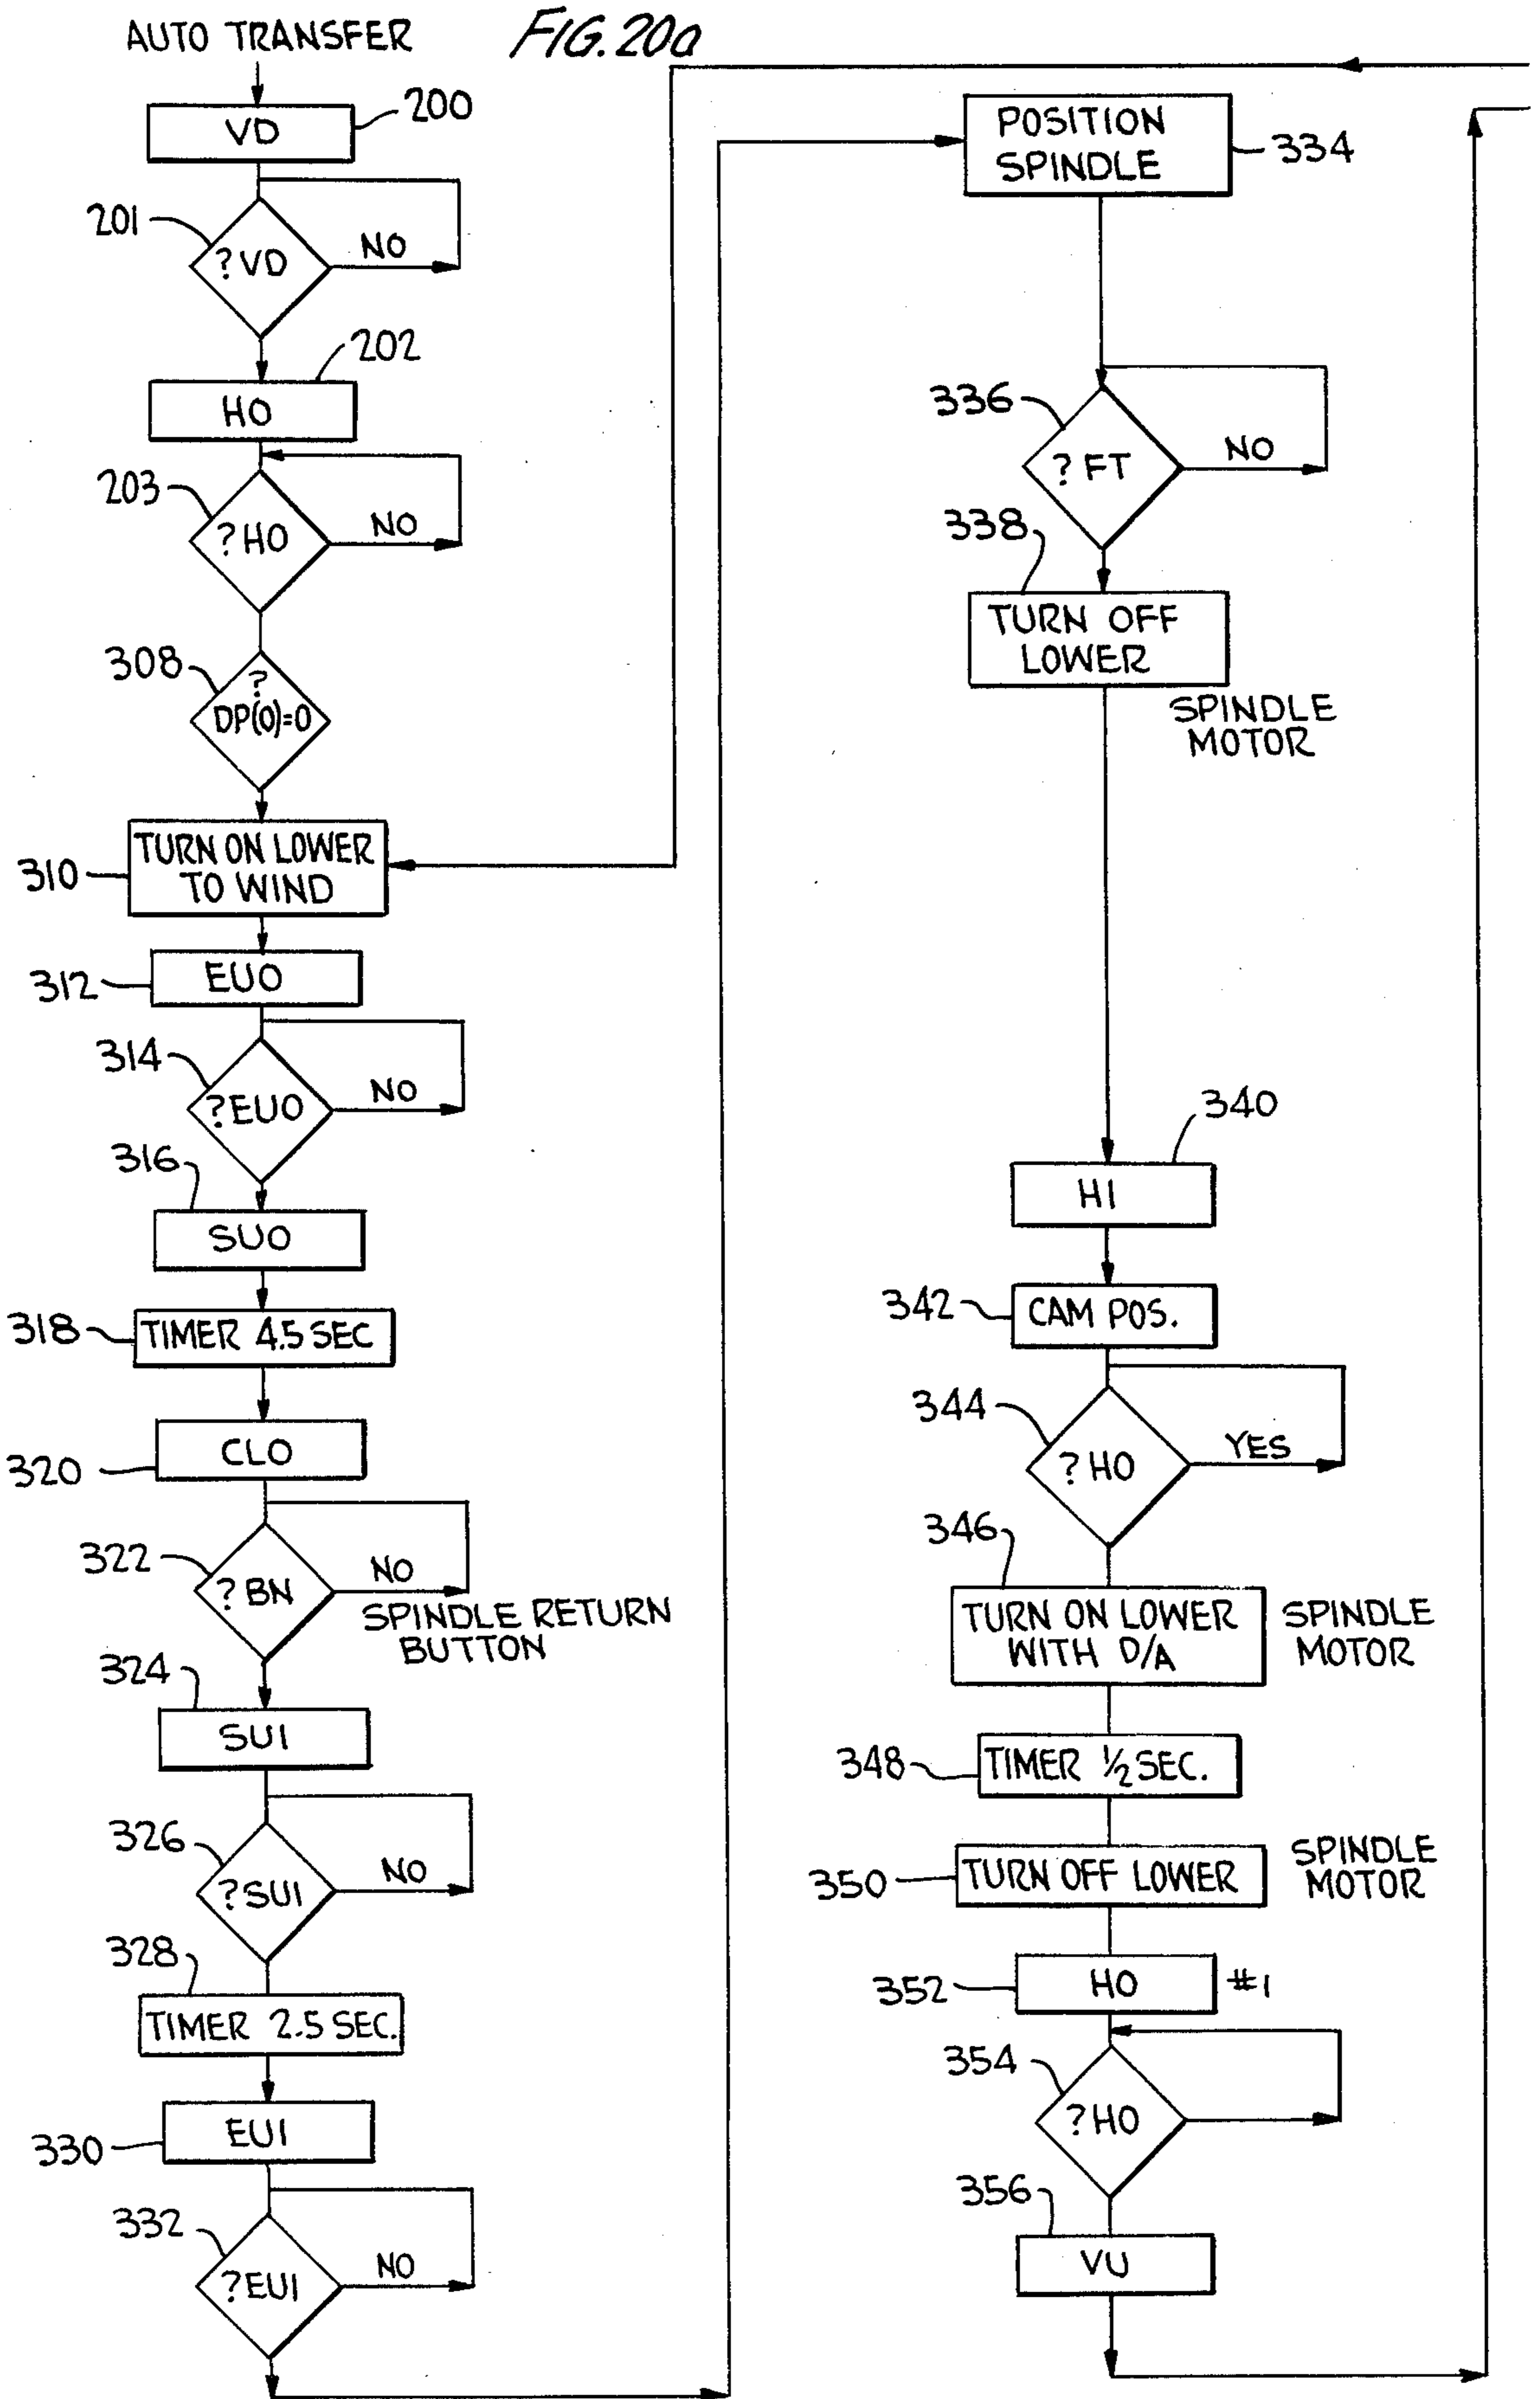 AUTO TRANSFER
FIG. 20a
VD
200
201
?VD
NO
202
HO
203
?HO
NO
308
?
DP(0)=0
310
TURN ON LOWER
TO WIND
312
EUO
314
?EUO
NO
316
SUO
318
TIMER 4.5 SEC
320
CLO
322
?BN
NO
SPINDLE RETURN
BUTTON
324
SUI
326
?SUI
NO
328
TIMER 2.5 SEC.
330
EUI
332
?EUI
NO
POSITION
SPINDLE
334
336
?FT
NO
338
TURN OFF
LOWER
SPINDLE
MOTOR
340
HI
342
CAM POS.
344
?HO
YES
346
TURN ON LOWER
WITH D/A
SPINDLE
MOTOR
348
TIMER ½ SEC.
350
TURN OFF LOWER
SPINDLE
MOTOR
352
HO
#1
354
?HO
356
VU